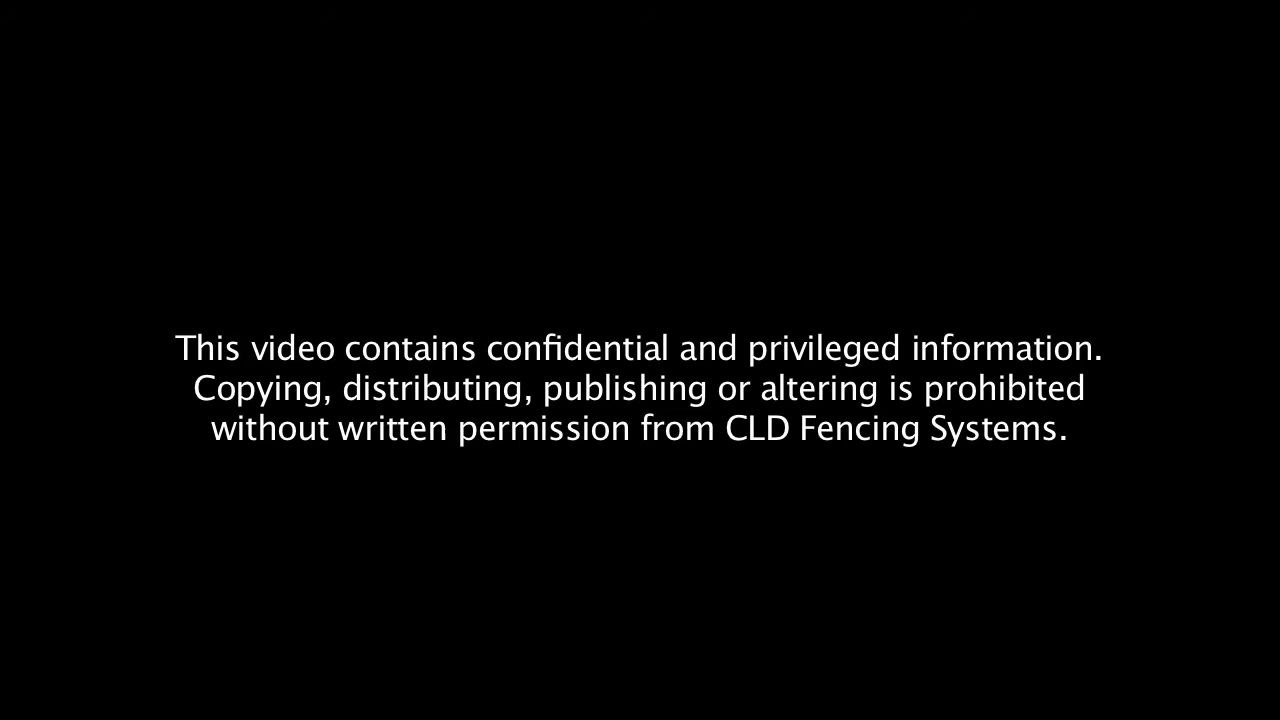 This video contains confidential and privileged information.
Copying, distributing, publishing or altering is prohibited
without written permission from CLD Fencing Systems.